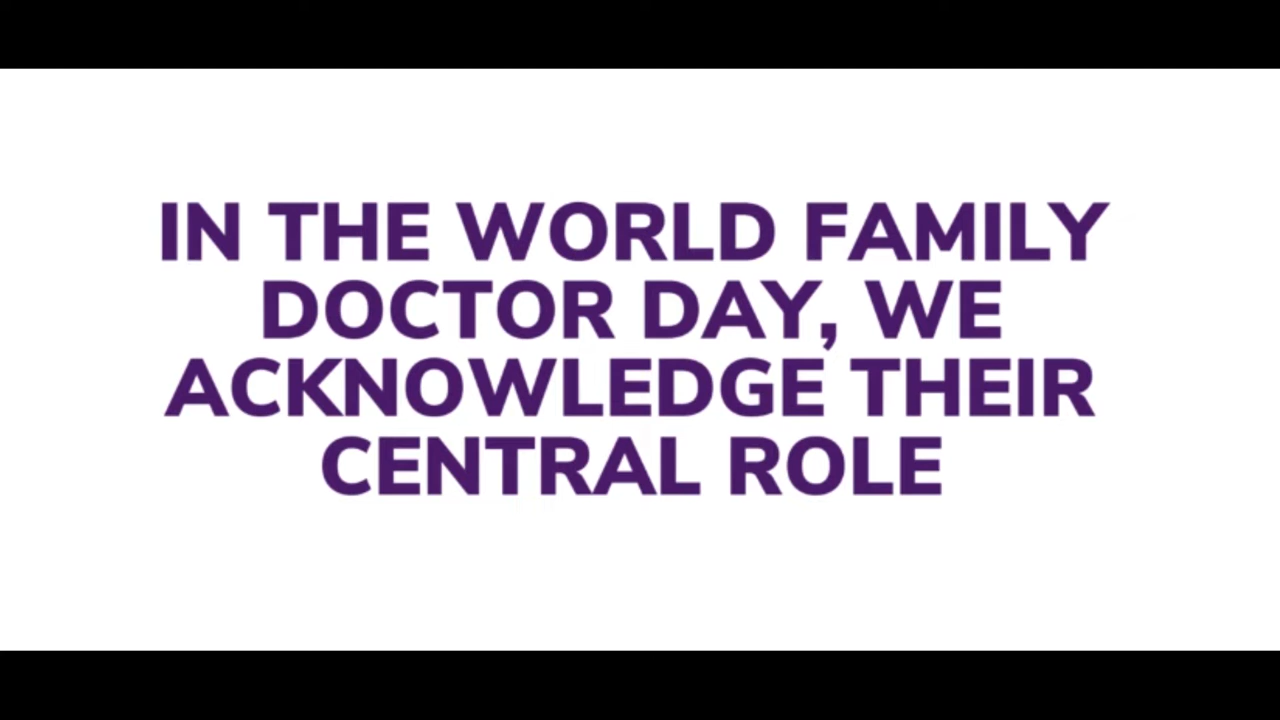 IN THE WORLD FAMILY
DOCTOR DAY, WE
ACKNOWLEDGE THEIR
CENTRAL ROLE